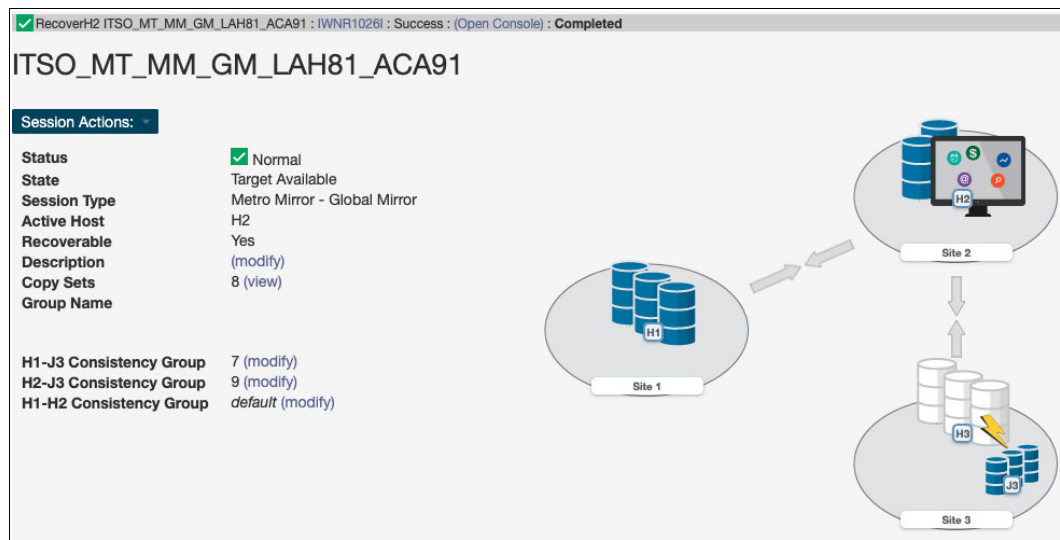 RecoverH2 ITSO_MT_MM_GM_LAH81_ACA91 : IWNR1026I : Success : (Open Console) : Completed
ITSO_MT_MM_GM_LAH81_ACA91
Session Actions:
Status Normal
State Target Available
Session Type Metro Mirror - Global Mirror
Active Host H2
Recoverable Yes
Description (modify)
Copy Sets 8 (view)
Group Name
H1-J3 Consistency Group 7 (modify)
H2-J3 Consistency Group 9 (modify)
H1-H2 Consistency Group default (modify)
$
@
H2
Site 2
H1
Site 1
H3
J3
Site 3